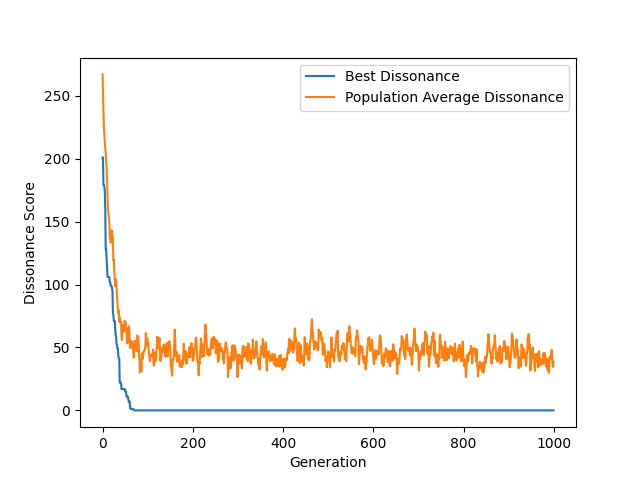 Best Dissonance
Population Average Dissonance
250
200
150
100
50
0
Dissonance Score
0 200 400 600 800 1000
Generation